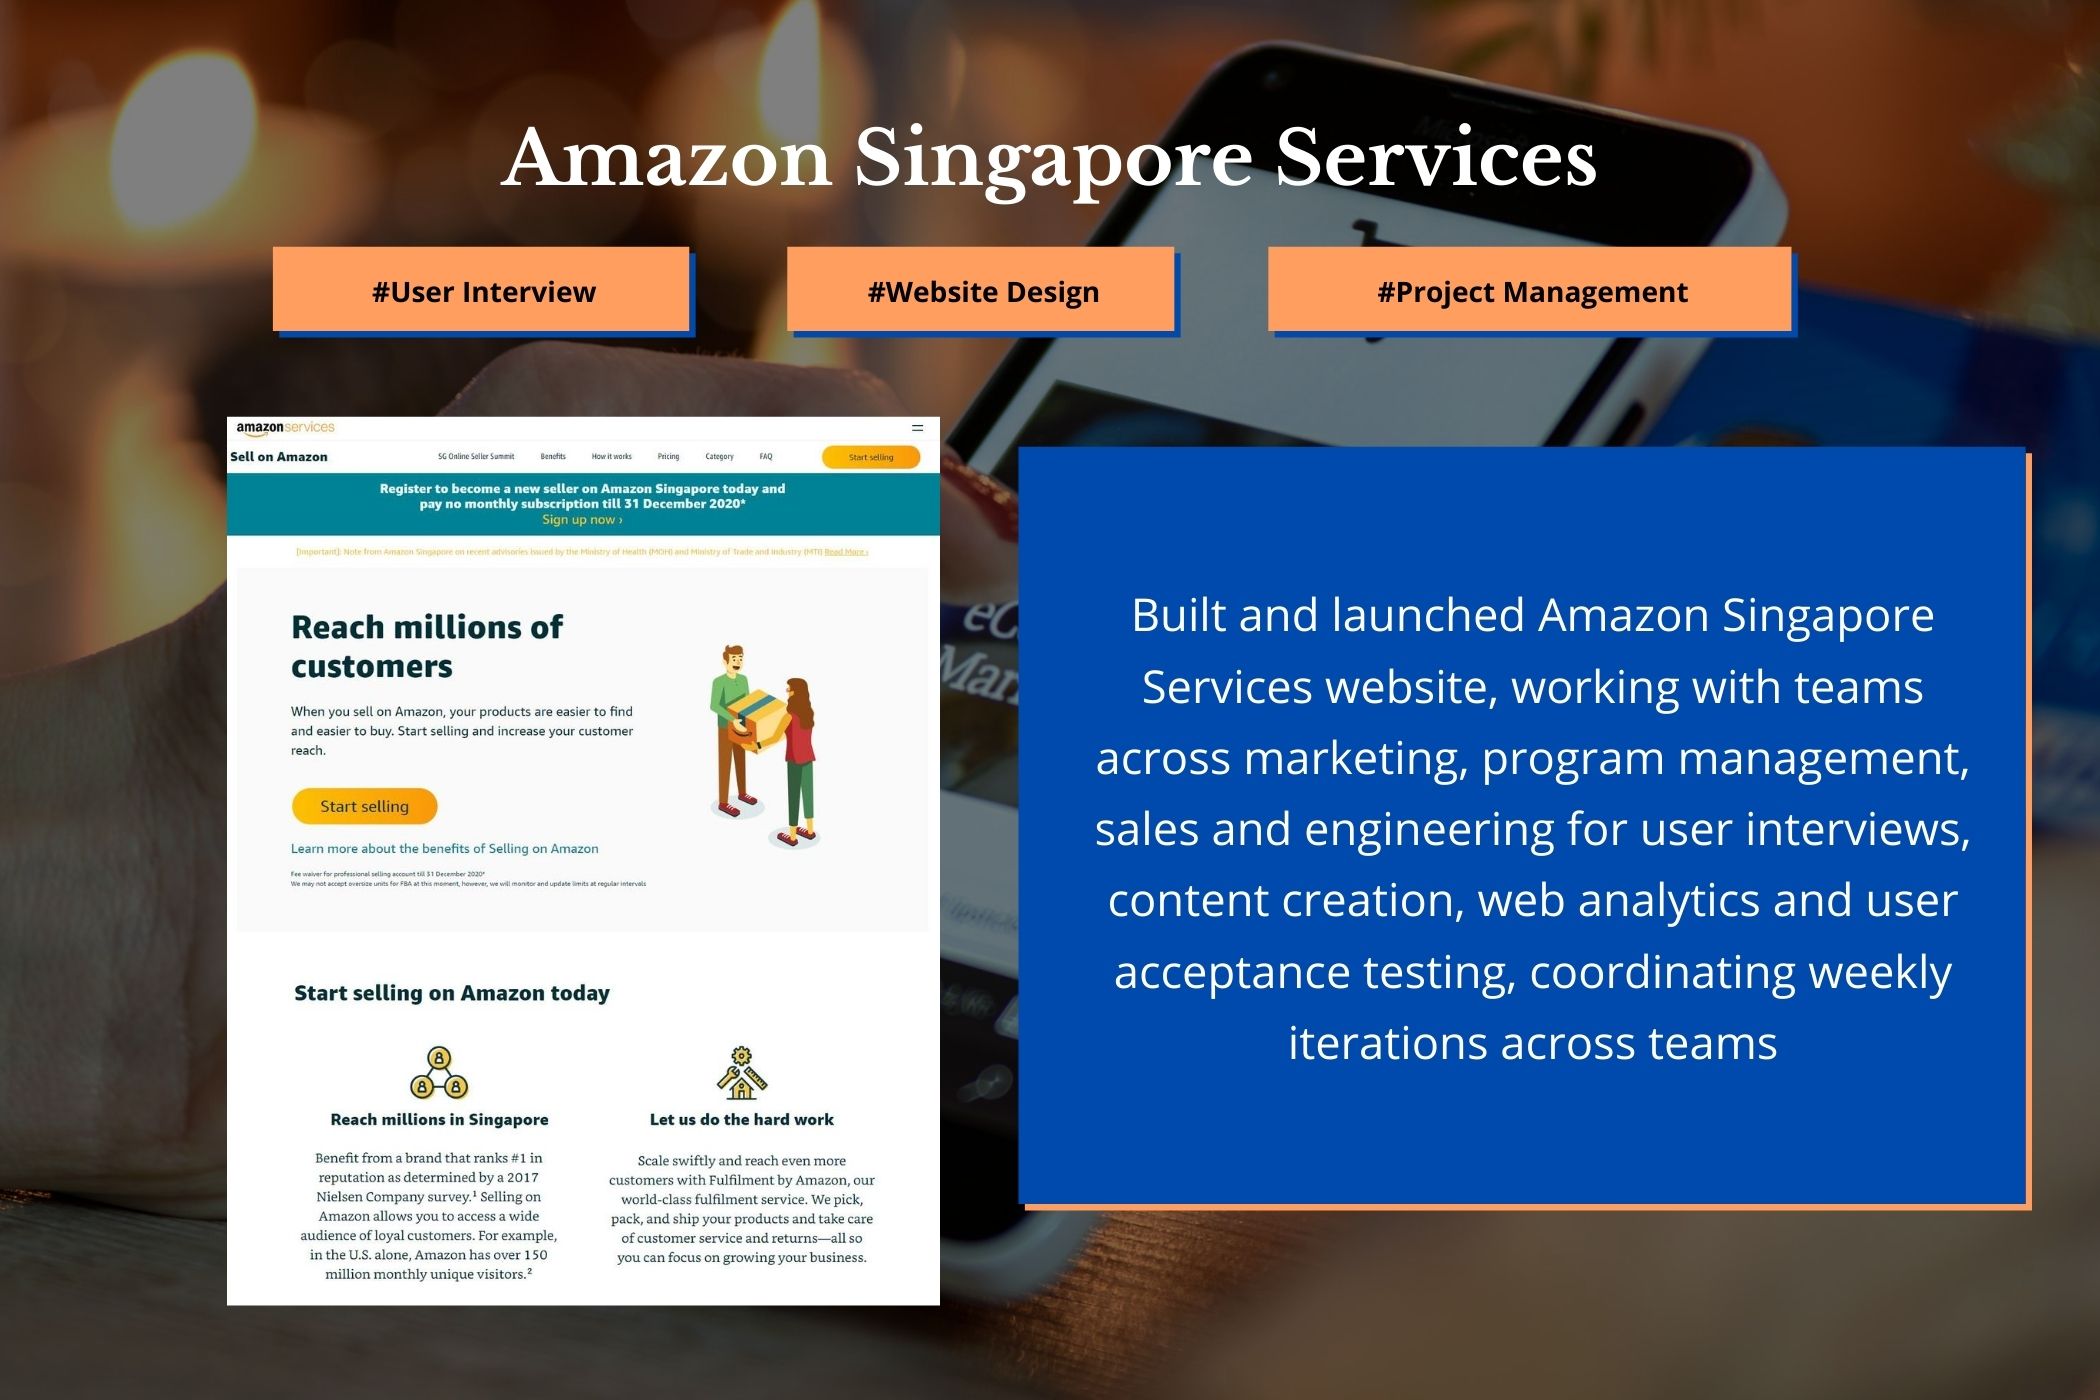 Amazon Singapore Services
#User Interview
#Website Design
#Project Management
amazonservices
Sell on Amazon
SG Online Seller Summit
Benefits
How it works
Pricing
Category
FAQ
Start selling
Register to become a new seller on Amazon Singapore today and
pay no monthly subscription till 31 December 2020*
Sign up now ›
[Important]: Note from Amazon Singapore on recent advisories issued by the Ministry of Health (MOH) and Ministry of Trade and Industry (MTI) Read More ›
Reach millions of
customers
When you sell on Amazon, your products are easier to find
and easier to buy. Start selling and increase your customer
reach.
Start selling
Learn more about the benefits of Selling on Amazon
Fee waiver for professional selling account till 31 December 2020*
We may not accept oversize units for FBA at this moment, however, we will monitor and update limits at regular intervals
Start selling on Amazon today
Reach millions in Singapore
Benefit from a brand that ranks #1 in
reputation as determined by a 2017
Nielsen Company survey.¹ Selling on
Amazon allows you to access a wide
audience of loyal customers. For example,
in the U.S. alone, Amazon has over 150
million monthly unique visitors.²
Let us do the hard work
Scale swiftly and reach even more
customers with Fulfilment by Amazon, our
world-class fulfilment service. We pick,
pack, and ship your products and take care
of customer service and returns—all so
you can focus on growing your business.
Built and launched Amazon Singapore
Services website, working with teams
across marketing, program management,
sales and engineering for user interviews,
content creation, web analytics and user
acceptance testing, coordinating weekly
iterations across teams